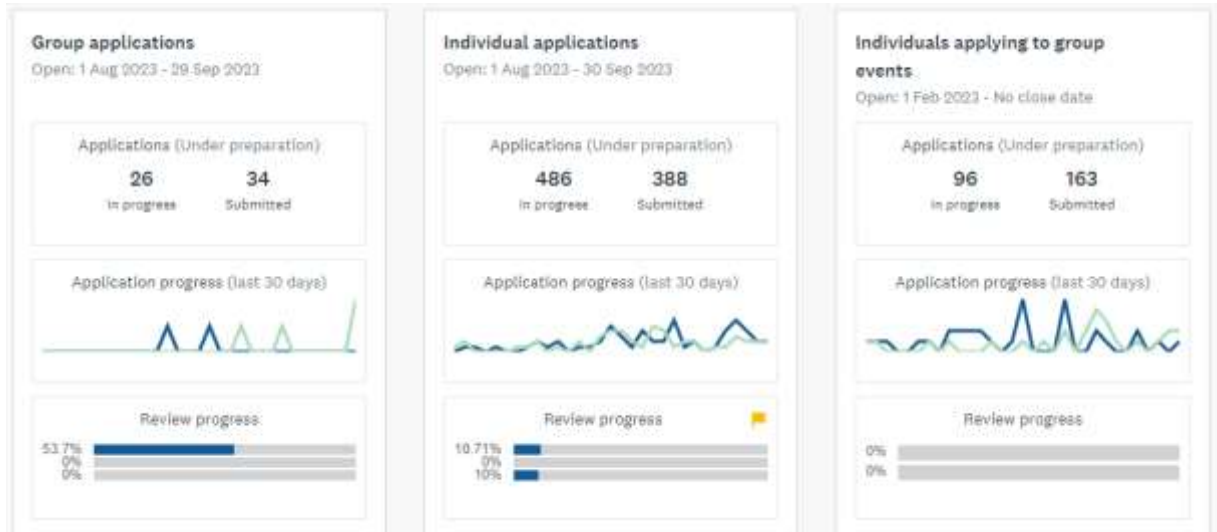 Group applications
Open: 1 Aug 2023 - 29 Sep 2023
Applications (Under preparation)
26 34
In progress Submitted
Application progress (last 30 days)
Review progress
53.7%
0%
0%
Individual applications
Open: 1 Aug 2023 - 30 Sep 2023
Applications (Under preparation)
486 388
In progress Submitted
Application progress (last 30 days)
Review progress
10.71%
0%
10%
Individuals applying to group
events
Open: 1 Feb 2023 - No close date
Applications (Under preparation)
96 163
In progress Submitted
Application progress (last 30 days)
Review progress
0%
0%